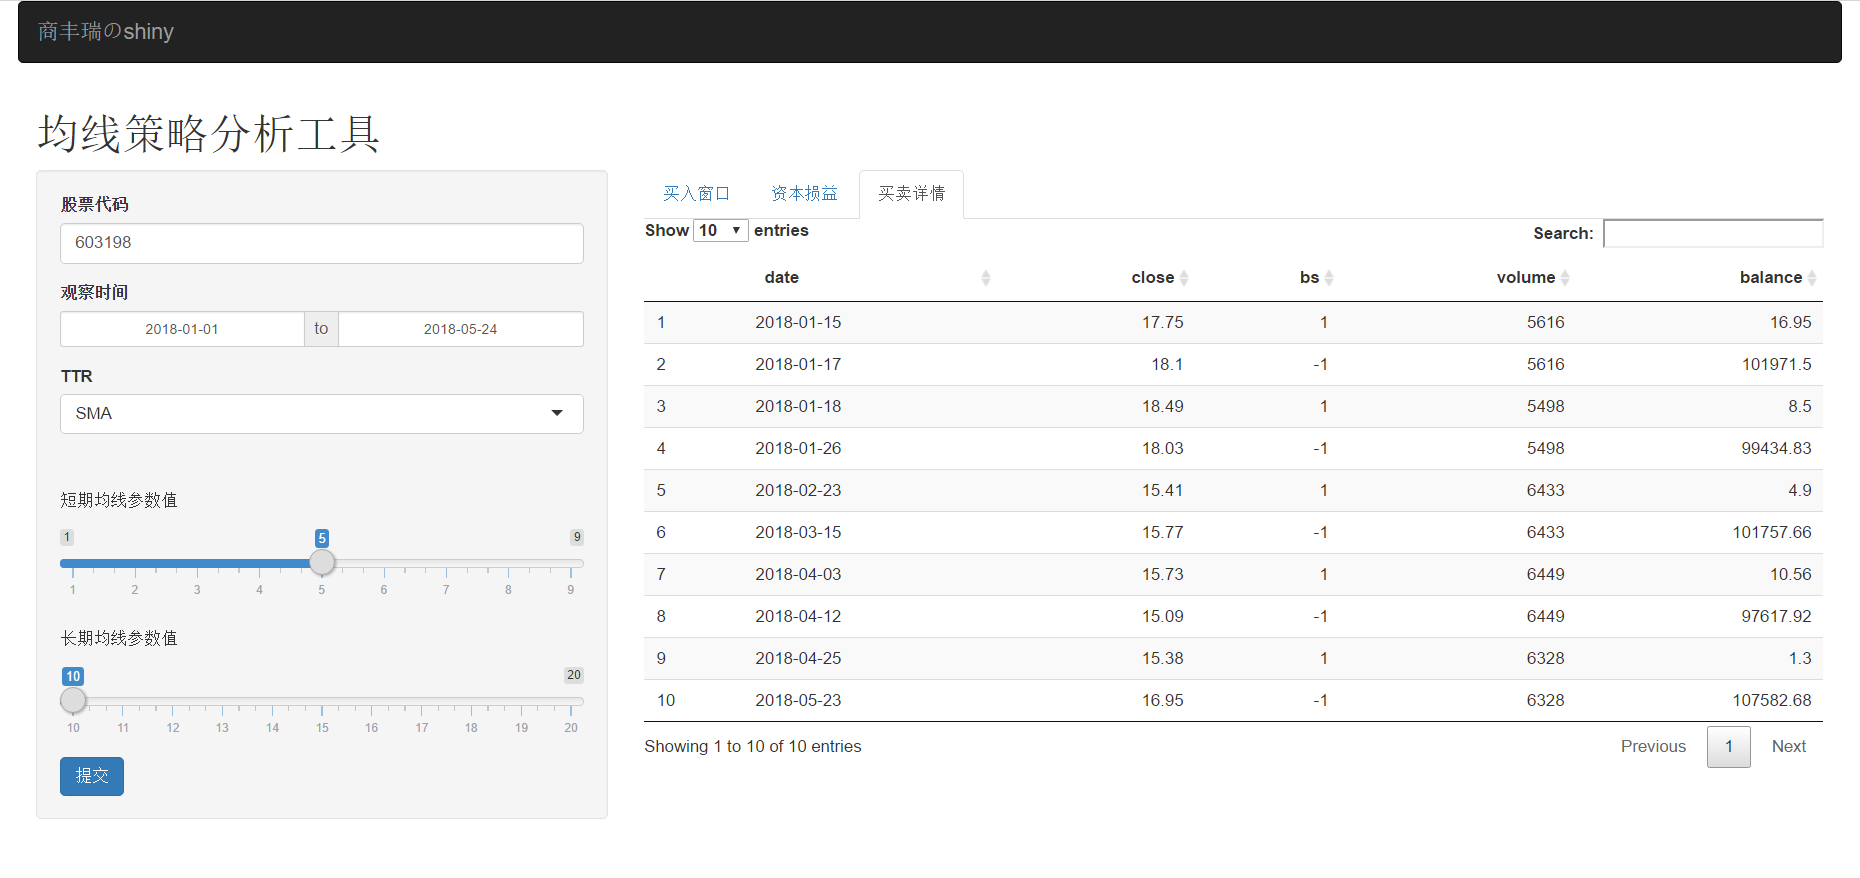 商丰瑞のshiny
均线策略分析工具
股票代码
603198
观察时间
2018-01-01 to 2018-05-24
TTR
SMA
短期均线参数值
1 5 9
1 2 3 4 5 6 7 8 9
长期均线参数值
10 20
10 11 12 13 14 15 16 17 18 19 20
提交
买入窗口 资本损益 买卖详情
Show 10 entries Search:
date close bs volume balance
1 2018-01-15 17.75 1 5616 16.95
2 2018-01-17 18.1 -1 5616 101971.5
3 2018-01-18 18.49 1 5498 8.5
4 2018-01-26 18.03 -1 5498 99434.83
5 2018-02-23 15.41 1 6433 4.9
6 2018-03-15 15.77 -1 6433 101757.66
7 2018-04-03 15.73 1 6449 10.56
8 2018-04-12 15.09 -1 6449 97617.92
9 2018-04-25 15.38 1 6328 1.3
10 2018-05-23 16.95 -1 6328 107582.68
Showing 1 to 10 of 10 entries Previous 1 Next